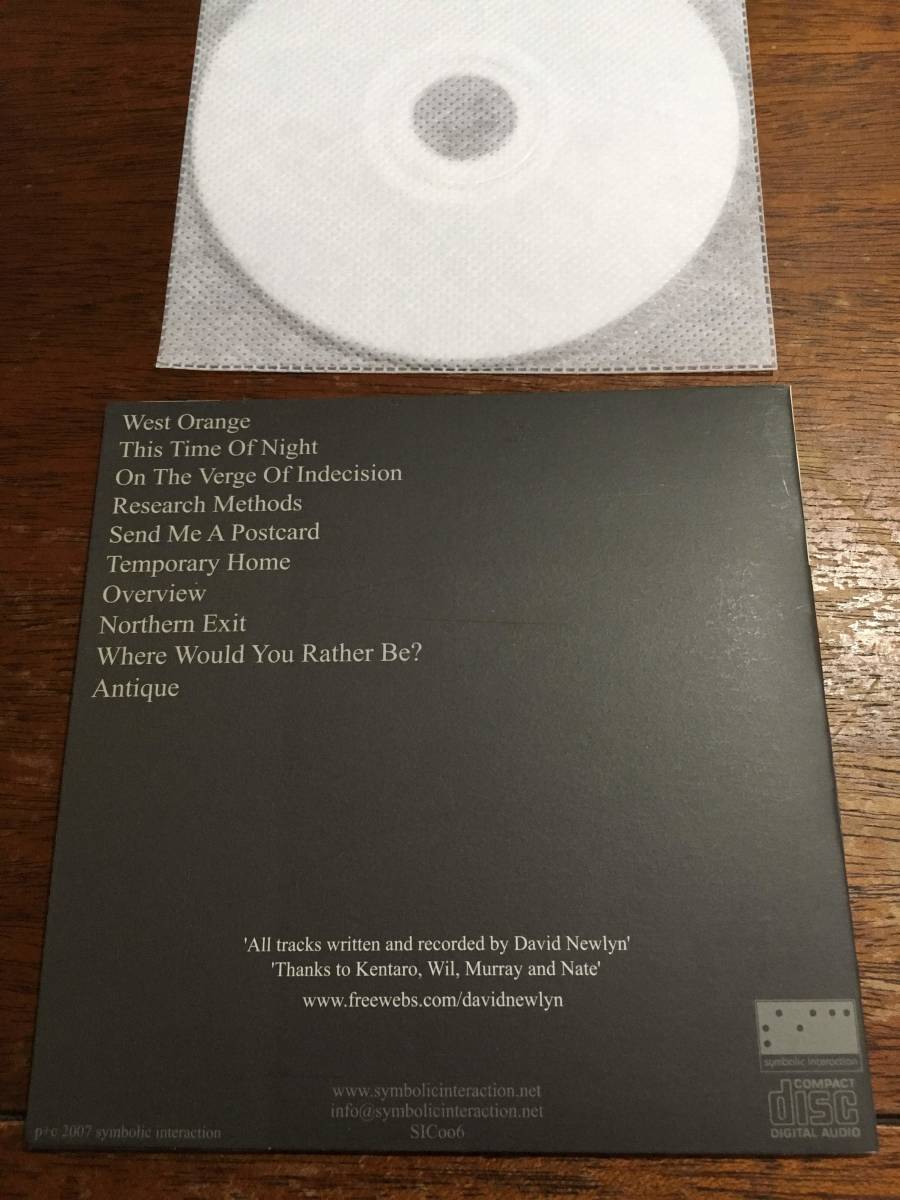 West Orange
This Time Of Night
On The Verge Of Indecision
Research Methods
Send Me A Postcard
Temporary Home
Overview
Northern Exit
Where Would You Rather Be?
Antique
'All tracks written and recorded by David Newlyn'
'Thanks to Kentaro, Wil, Murray and Nate'
www.freewebs.com/davidnewlyn
symbolic interaction
www.symbolicinteraction.net
info@symbolicinteraction.net
SIC006
p+c 2007 symbolic interaction
COMPACT
disc
DIGITAL AUDIO